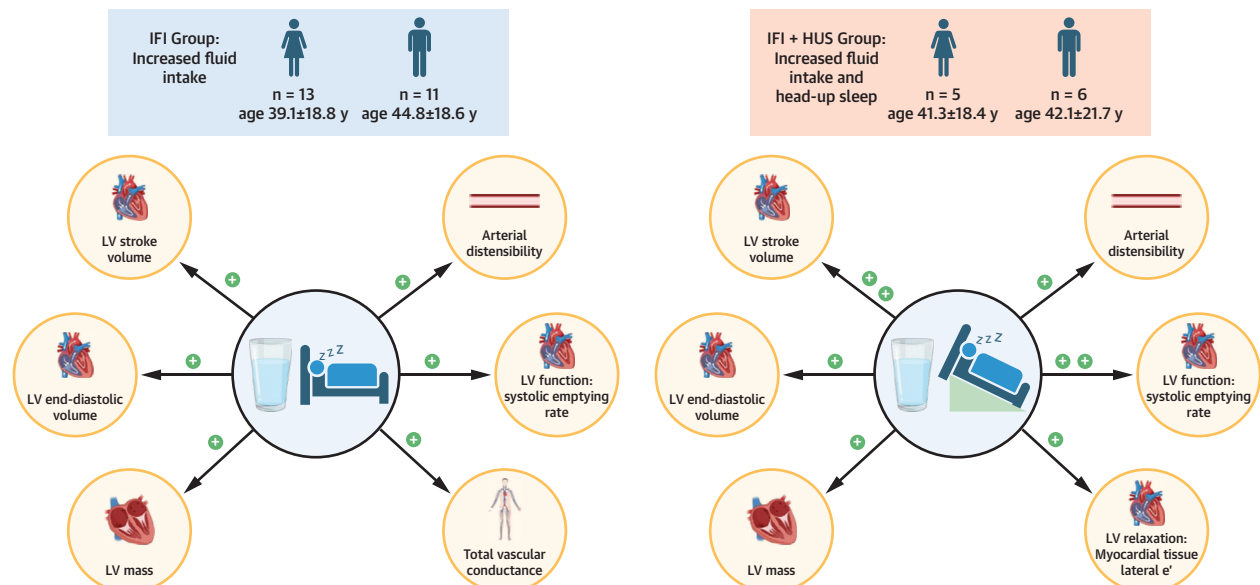 IFI Group:
Increased fluid
intake
n = 13
age 39.1±18.8 y
n = 11
age 44.8±18.6 y
LV stroke
volume
+
Arterial
distensibility
+
LV end-diastolic
volume
+
zzz
LV function:
systolic emptying
rate
+
LV mass
+
Total vascular
conductance
+
IFI + HUS Group:
Increased fluid
intake and
head-up sleep
n = 5
age 41.3±18.4 y
n = 6
age 42.1±21.7 y
LV stroke
volume
+
+
Arterial
distensibility
+
LV end-diastolic
volume
+
zzz
LV function:
systolic emptying
rate
+ +
LV mass
+
LV relaxation:
Myocardial tissue
lateral e'
+